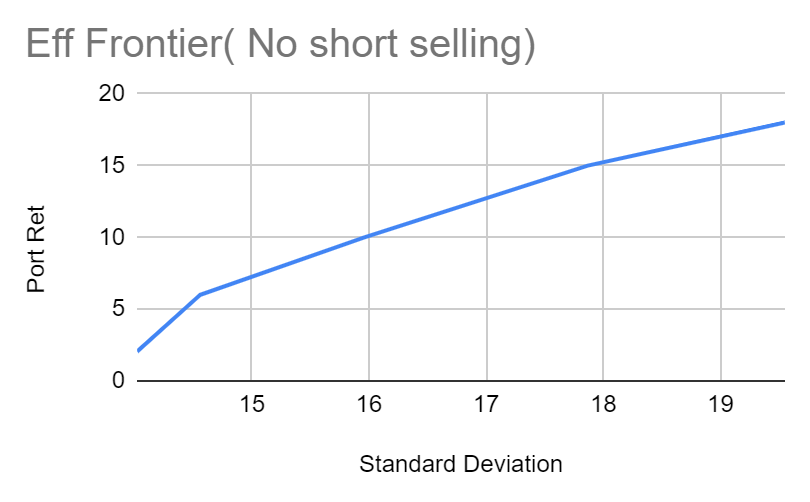 Eff Frontier( No short selling)
20
15
10
5
0
Port Ret
15 16 17 18 19
Standard Deviation